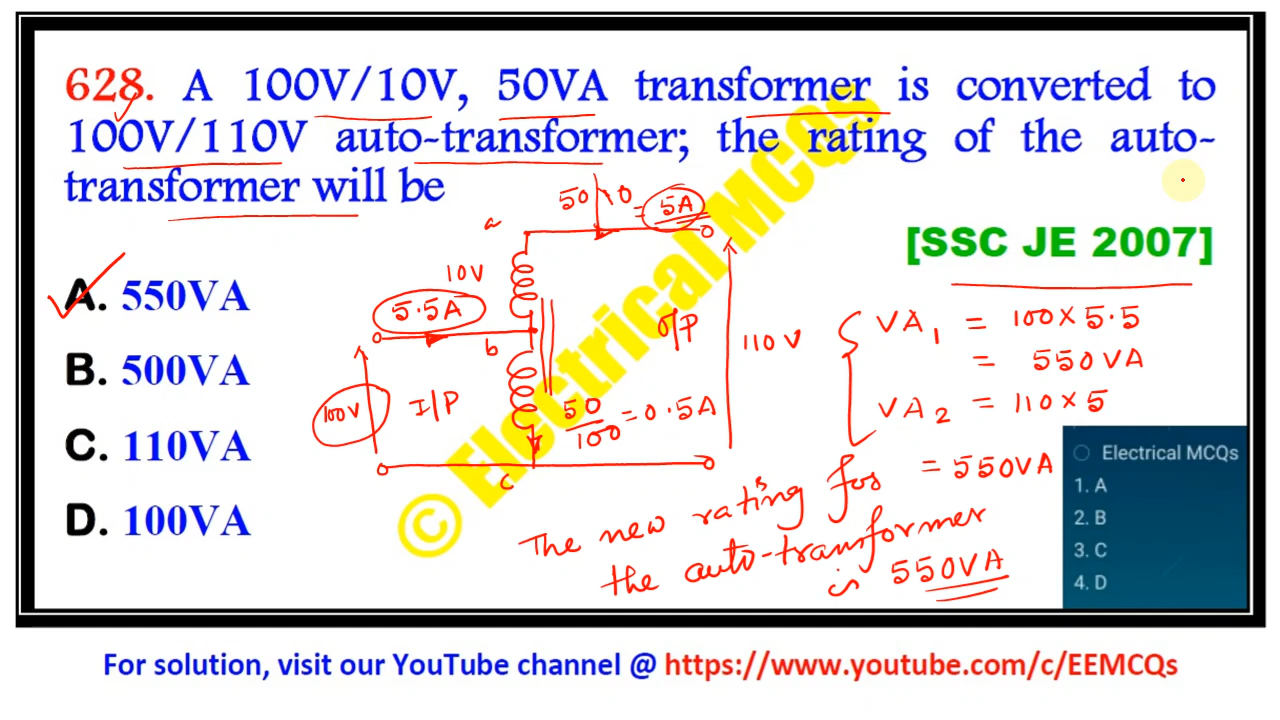 628. A 100V/10V, 50VA transformer is converted to
100V/110V auto-transformer; the rating of the auto-
transformer will be
[SSC JE 2007]
A. 550VA
B. 500VA
C. 110VA
D. 100VA
50 \ 10
= 5A
a
10V
5.5A
b
100V
I/P
O/P
110V
50/100 = 0.5A
c
VA1 = 100 × 5.5
= 550VA
VA2 = 110 × 5
= 550VA
The new rating for
the auto-transformer
is 550VA
© Electrical MCQs
Electrical MCQs
1. A
2. B
3. C
4. D
For solution, visit our YouTube channel @ https://www.youtube.com/c/EEMCQs